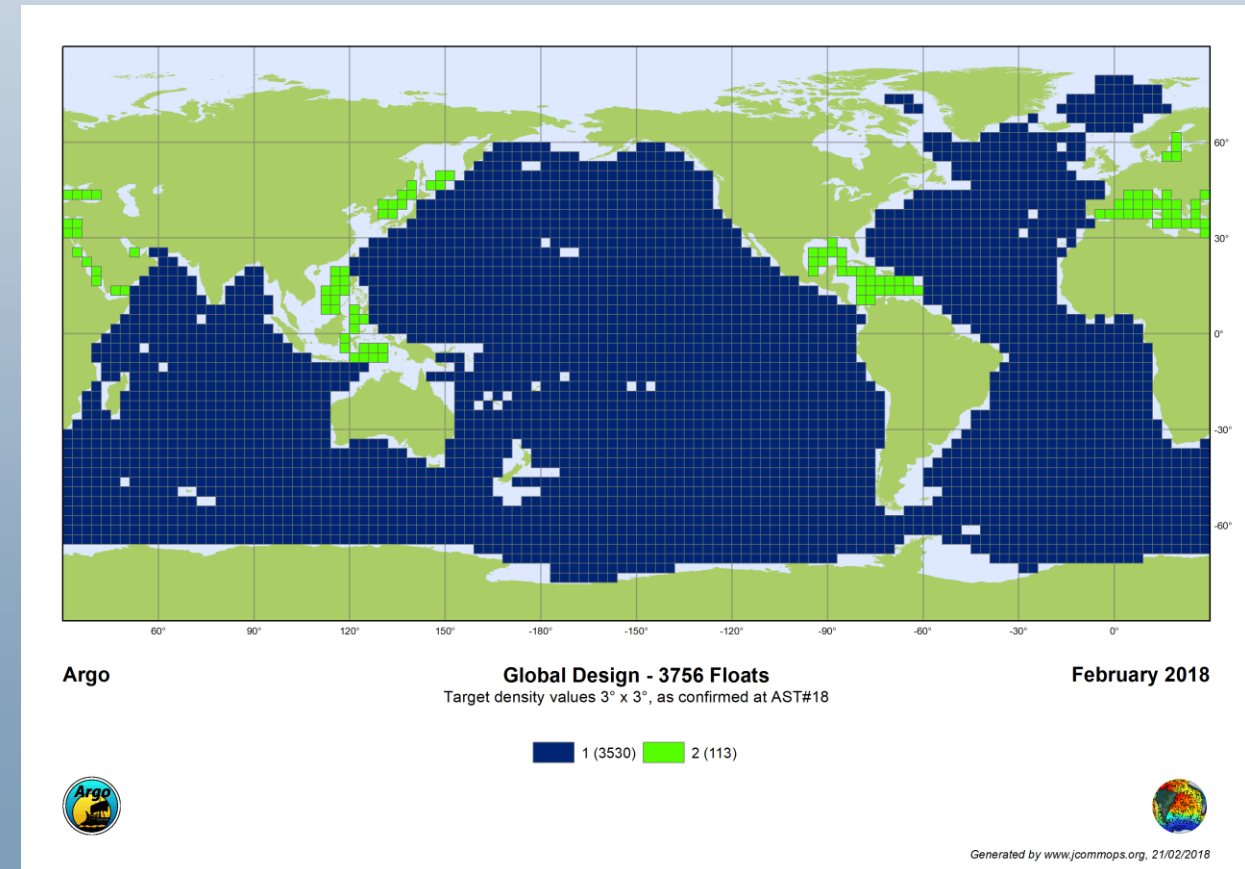 60°
30°
0°
-30°
-60°
60° 90° 120° 150° -180° -150° -120° -90° -60° -30° 0°
Argo Global Design - 3756 Floats February 2018
Target density values 3° x 3°, as confirmed at AST#18
1 (3530) 2 (113)
Argo
Generated by www.jcommops.org, 21/02/2018